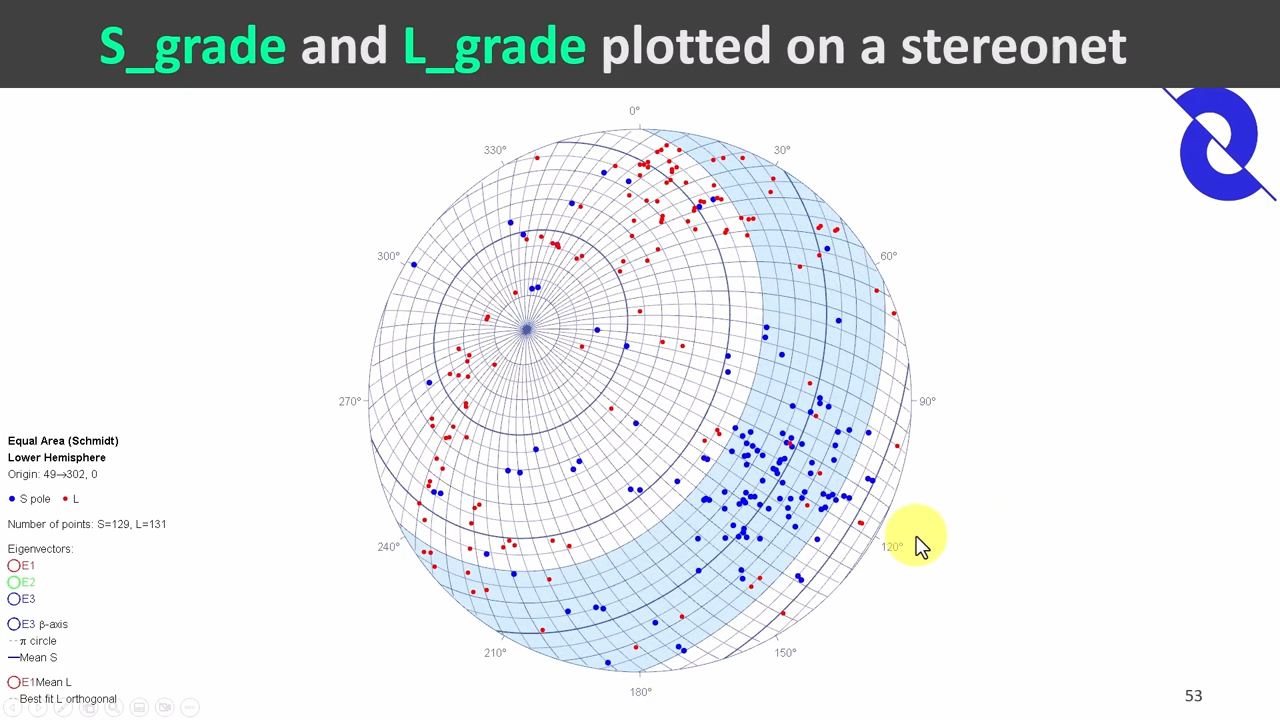 S_grade and L_grade plotted on a stereonet
0°
330°
30°
300°
60°
270°
90°
240°
120°
210°
150°
180°
Equal Area (Schmidt)
Lower Hemisphere
Origin: 49→302, 0
S pole L
Number of points: S=129, L=131
Eigenvectors:
E1
E2
E3
E3 β-axis
π circle
Mean S
E1Mean L
Best fit L orthogonal
53